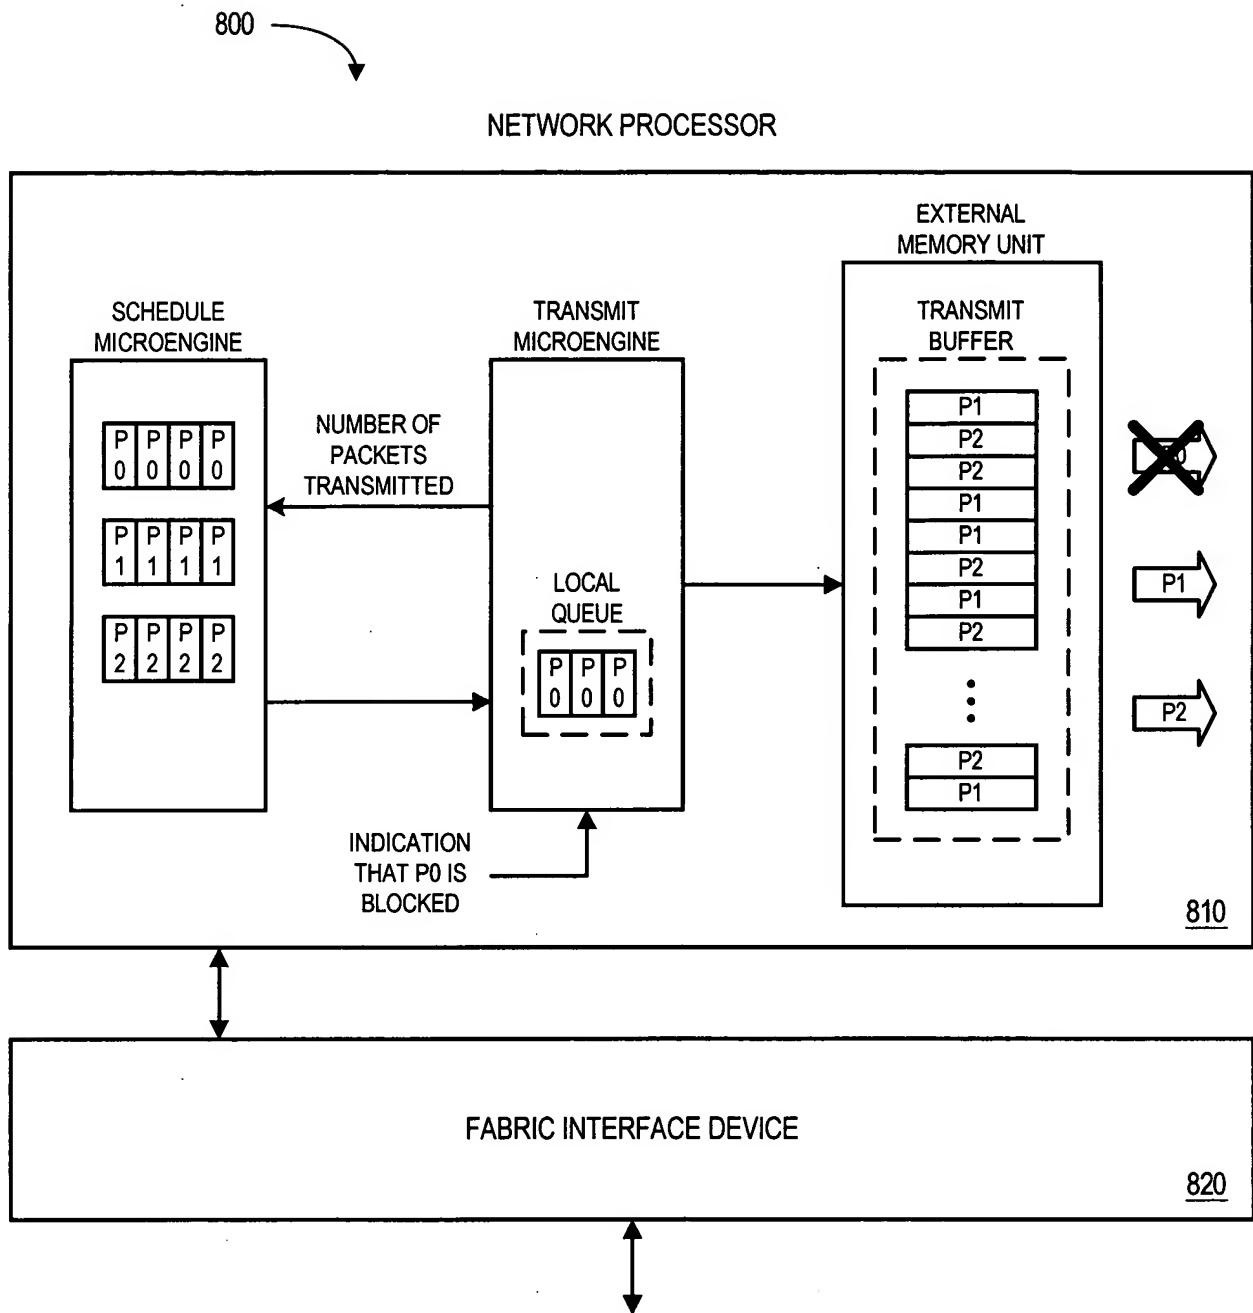 800
NETWORK PROCESSOR
EXTERNAL
MEMORY UNIT
SCHEDULE
MICROENGINE
TRANSMIT
MICROENGINE
TRANSMIT
BUFFER
NUMBER OF
PACKETS
TRANSMITTED
P P P P
0 0 0 0
P P P P
1 1 1 1
P P P P
2 2 2 2
LOCAL
QUEUE
P P P
0 0 0
P1
P2
P2
P1
P1
P2
P1
P2
P2
P1
P1
P2
INDICATION
THAT P0 IS
BLOCKED
810
FABRIC INTERFACE DEVICE
820